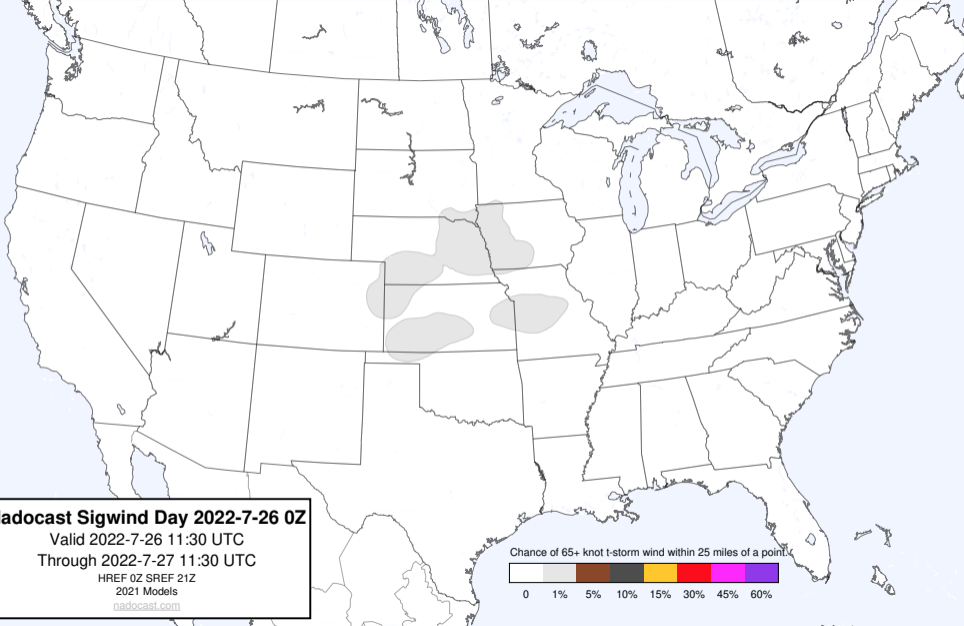 adocast Sigwind Day 2022-7-26 0Z
Valid 2022-7-26 11:30 UTC
Through 2022-7-27 11:30 UTC
HREF 0Z SREF 21Z
2021 Models
nadocast.com
Chance of 65+ knot t-storm wind within 25 miles of a point.
0 1% 5% 10% 15% 30% 45% 60%